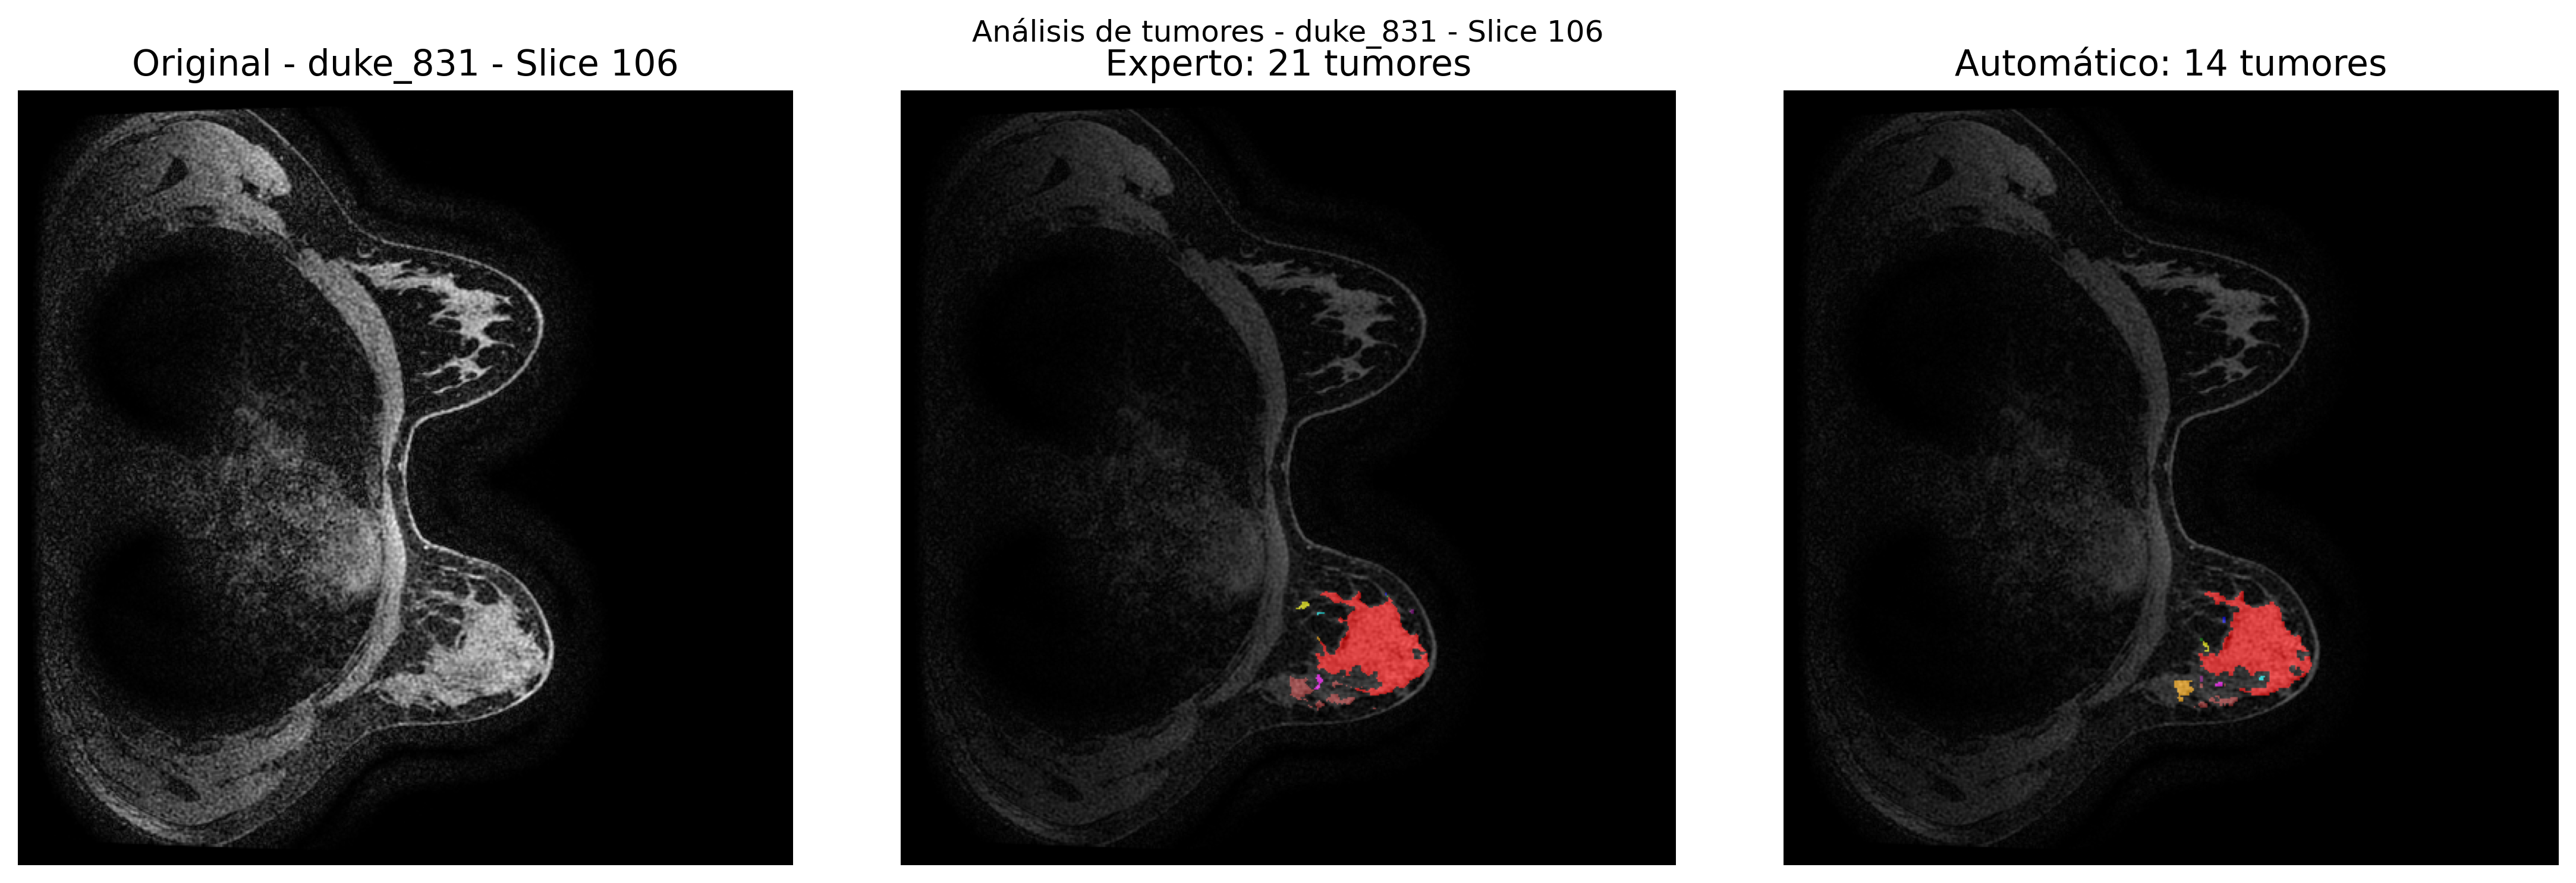 Análisis de tumores - duke_831 - Slice 106
Original - duke_831 - Slice 106
Experto: 21 tumores
Automático: 14 tumores